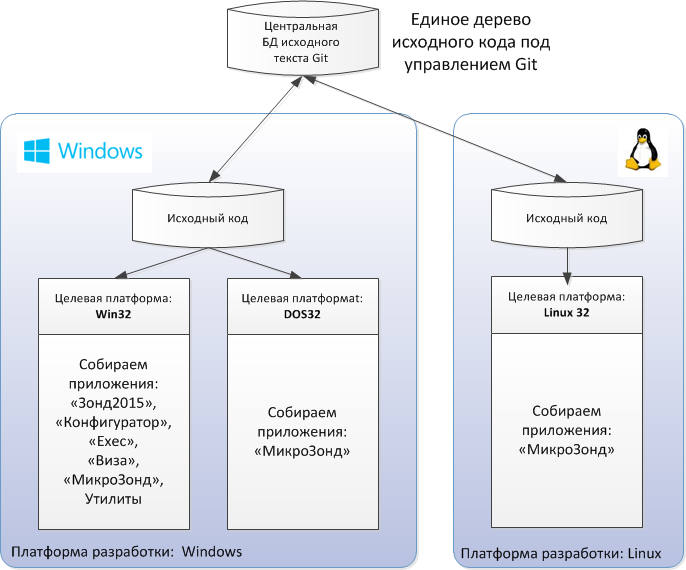 Центральная
БД исходного
текста Git
Единое дерево
исходного кода под
управлением Git
Windows
Исходный код
Целевая платформа:
Win32
Собираем
приложения:
«Зонд2015»,
«Конфигуратор»,
«Exec»,
«Виза»,
«МикроЗонд»,
Утилиты
Целевая платформаt:
DOS32
Собираем
приложения:
«МикроЗонд»
Платформа разработки: Windows
Исходный код
Целевая платформа:
Linux 32
Собираем
приложения:
«МикроЗонд»
Платформа разработки: Linux